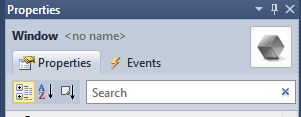 Properties
Window <no name>
Properties Events
A Z Search